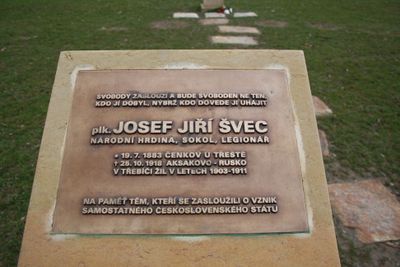 SVOBODY ZASLOUŽÍ A BUDE SVOBODEN NE TEN,
KDO JÍ DOBYL, NÝBRŽ KDO DOVEDE JÍ UHÁJIT
plk. JOSEF JIŘÍ ŠVEC
NÁRODNÍ HRDINA, SOKOL, LEGIONÁŘ
* 19. 7. 1883 ČENKOV U TŘEŠTĚ
† 25. 10. 1918 AKSAKOVO - RUSKO
V TŘEBÍČI ŽIL V LETECH 1903-1911
NA PAMĚŤ TĚM, KTEŘÍ SE ZASLOUŽILI O VZNIK
SAMOSTATNÉHO ČESKOSLOVENSKÉHO STÁTU